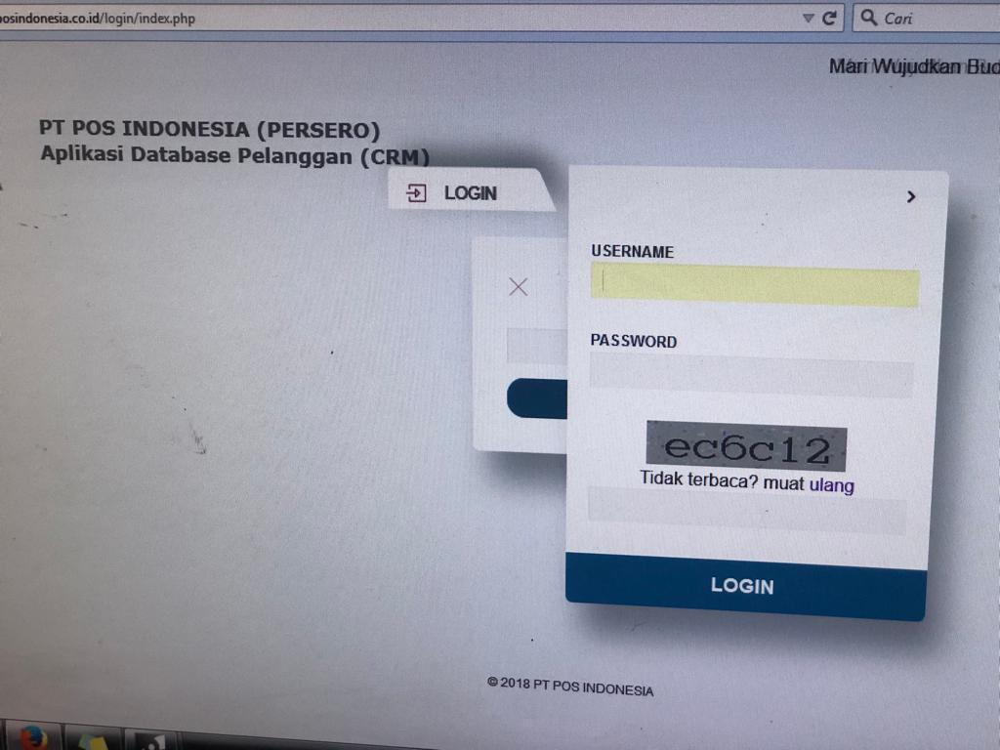 osindonesia.co.id/login/index.php
Cari
Mari Wujudkan Bud
PT POS INDONESIA (PERSERO)
Aplikasi Database Pelanggan (CRM)
LOGIN
USERNAME
PASSWORD
ec6c12
Tidak terbaca? muat ulang
LOGIN
© 2018 PT POS INDONESIA